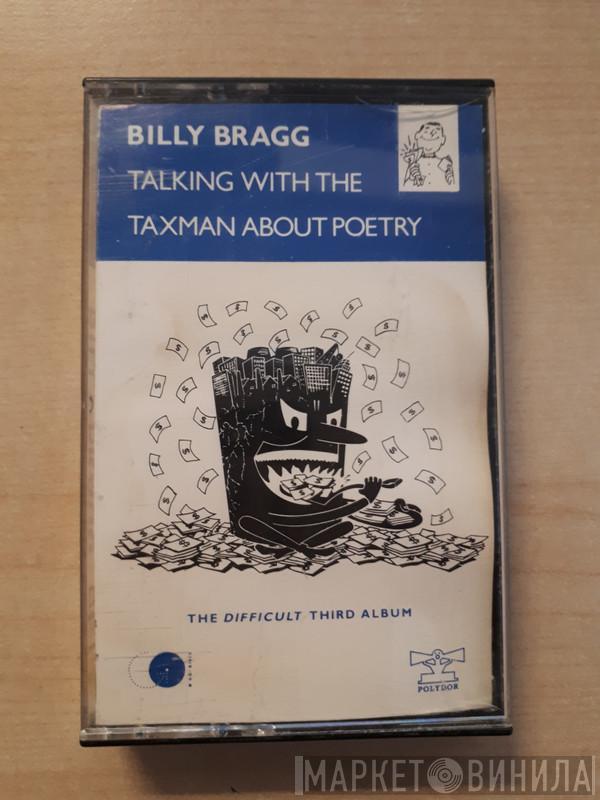 BILLY BRAGG
TALKING WITH THE
TAXMAN ABOUT POETRY
THE DIFFICULT THIRD ALBUM
POLYDOR
МАРКЕТ ВИНИЛА